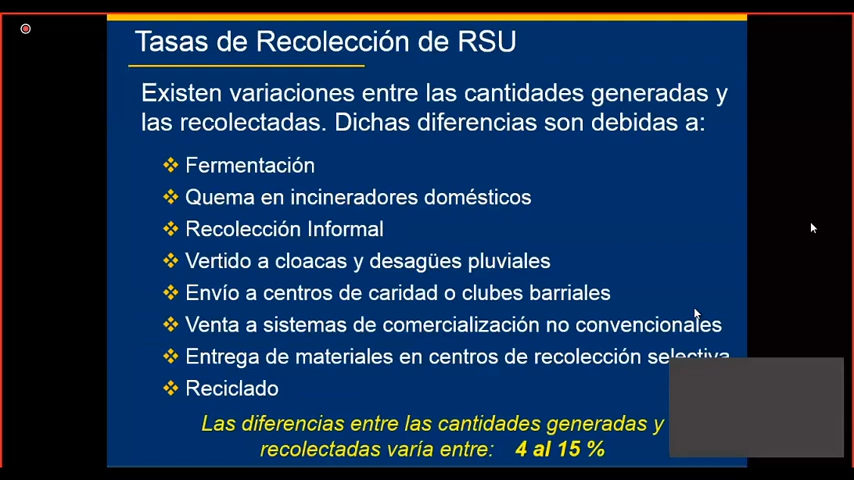 Tasas de Recolección de RSU
Existen variaciones entre las cantidades generadas y
las recolectadas. Dichas diferencias son debidas a:
Fermentación
Quema en incineradores domésticos
Recolección Informal
Vertido a cloacas y desagües pluviales
Envío a centros de caridad o clubes barriales
Venta a sistemas de comercialización no convencionales
Entrega de materiales en centros de recolección selectiva
Reciclado
Las diferencias entre las cantidades generadas y
recolectadas varía entre: 4 al 15 %